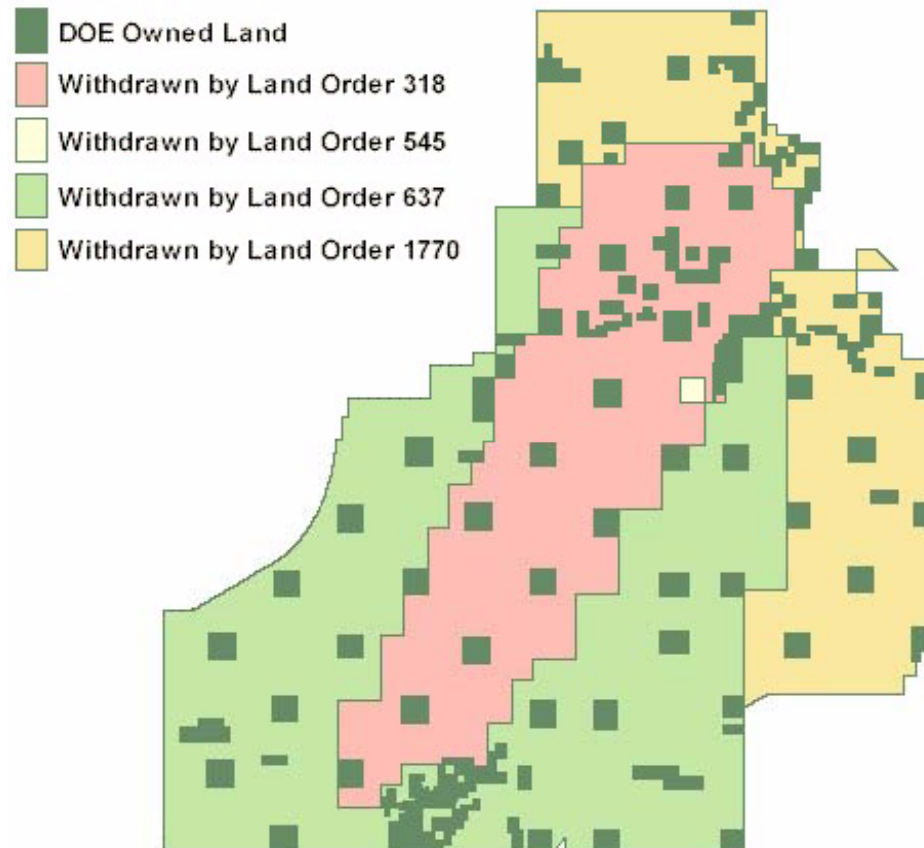 DOE Owned Land
Withdrawn by Land Order 318
Withdrawn by Land Order 545
Withdrawn by Land Order 637
Withdrawn by Land Order 1770